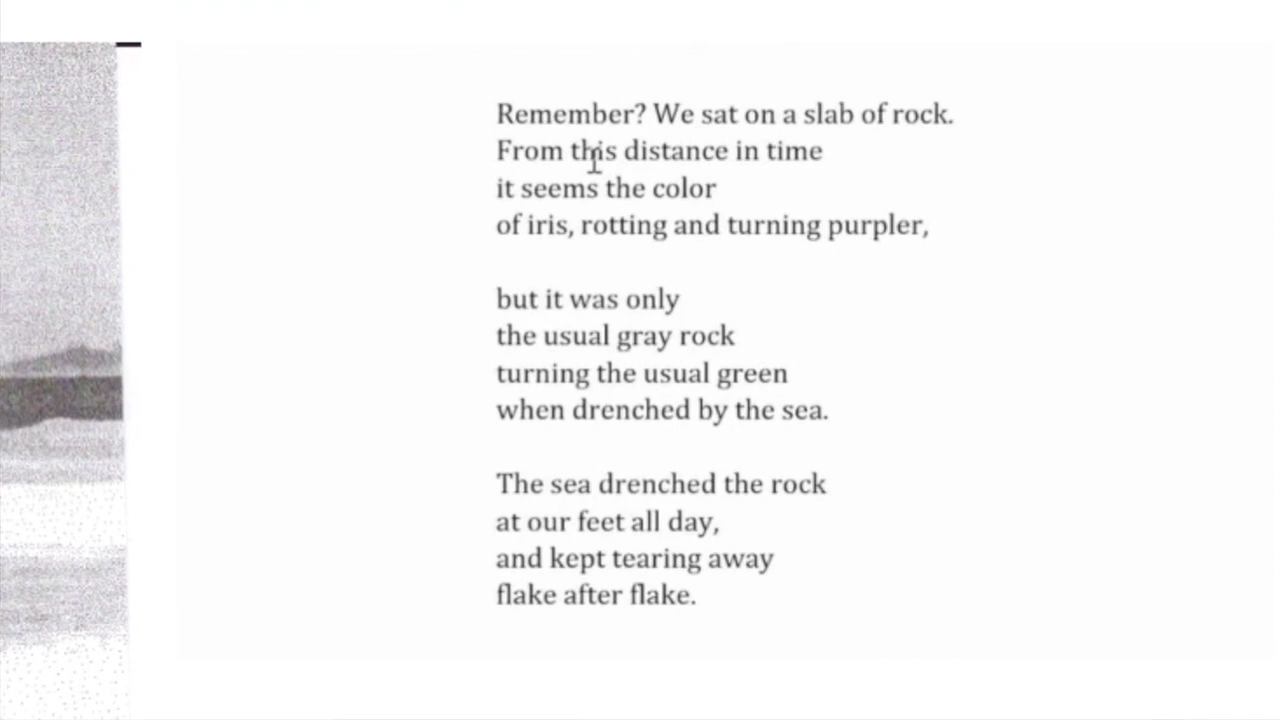 Remember? We sat on a slab of rock.
From this distance in time
it seems the color
of iris, rotting and turning purpler,
but it was only
the usual gray rock
turning the usual green
when drenched by the sea.
The sea drenched the rock
at our feet all day,
and kept tearing away
flake after flake.